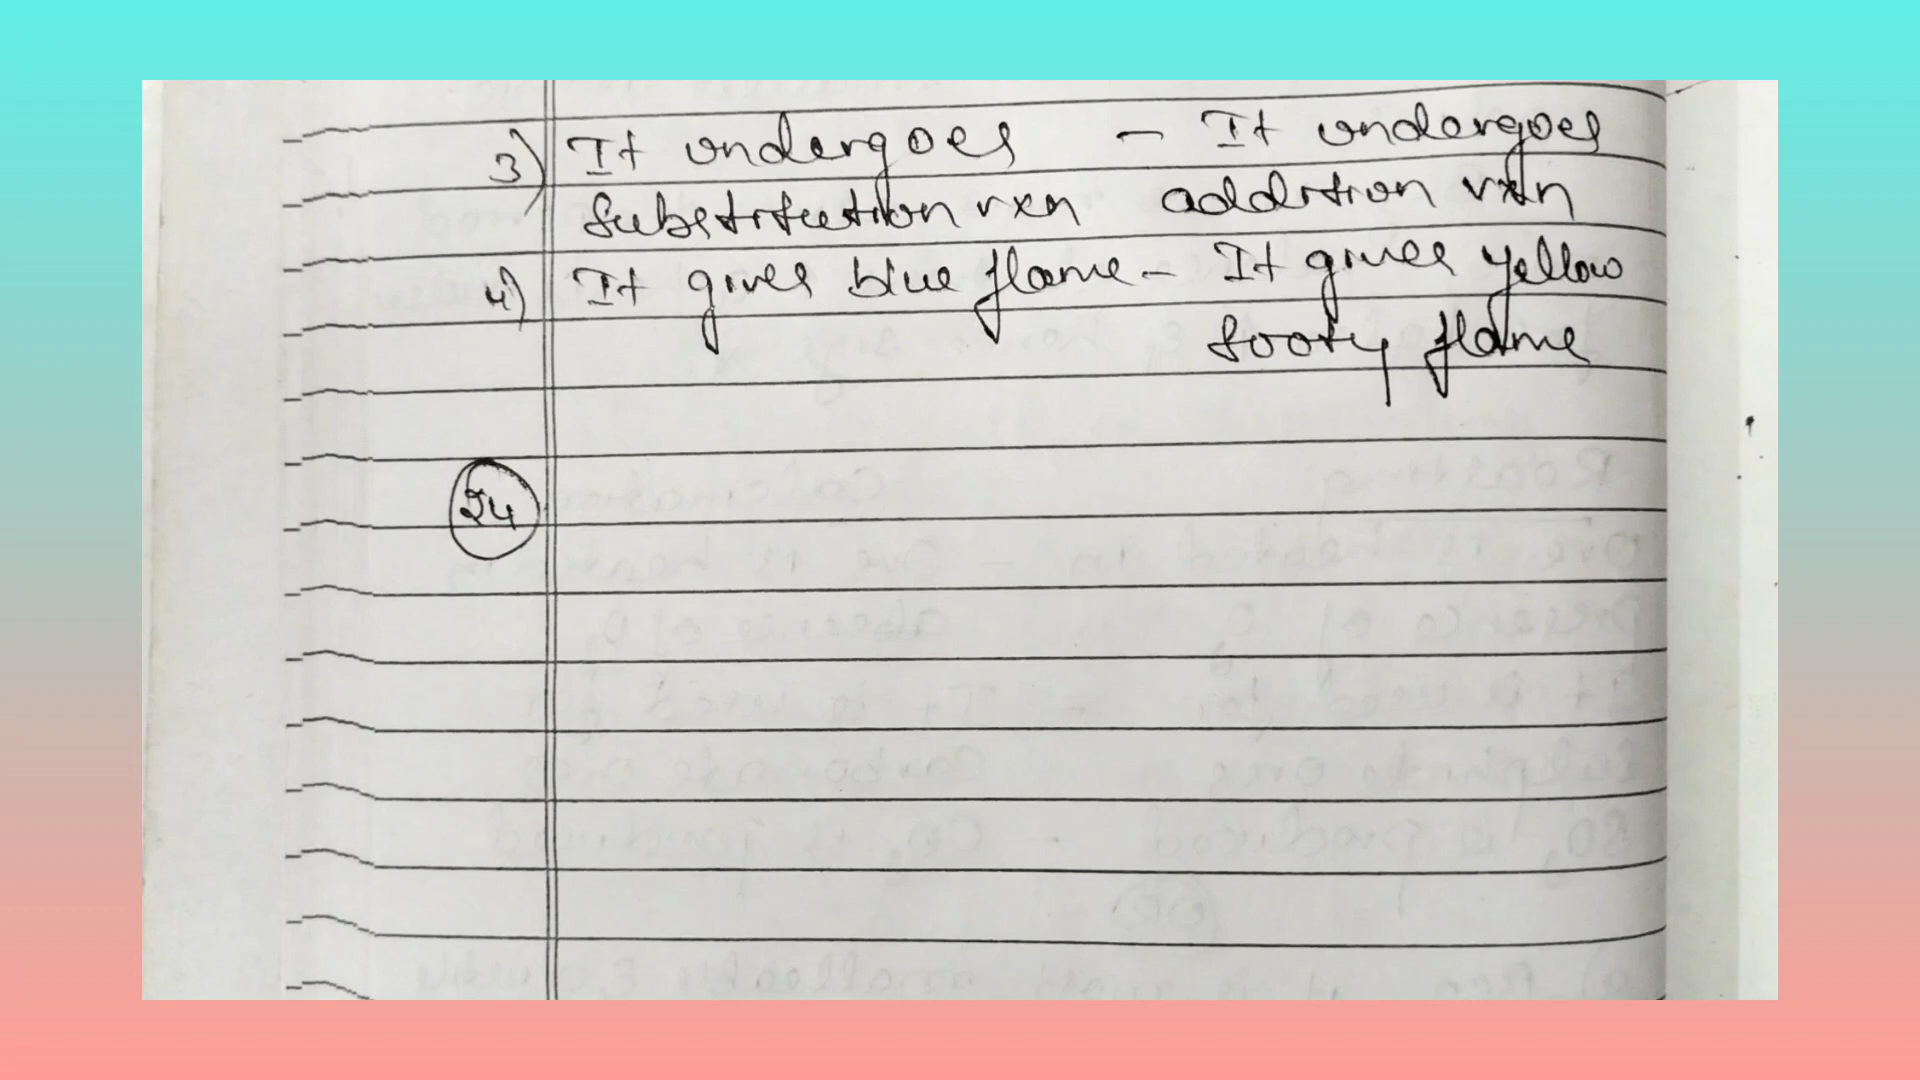 3) It undergoes - It undergoes
Substitution rxn addition rxn
4) It gives blue flame - It gives yellow
Sooty flame
24